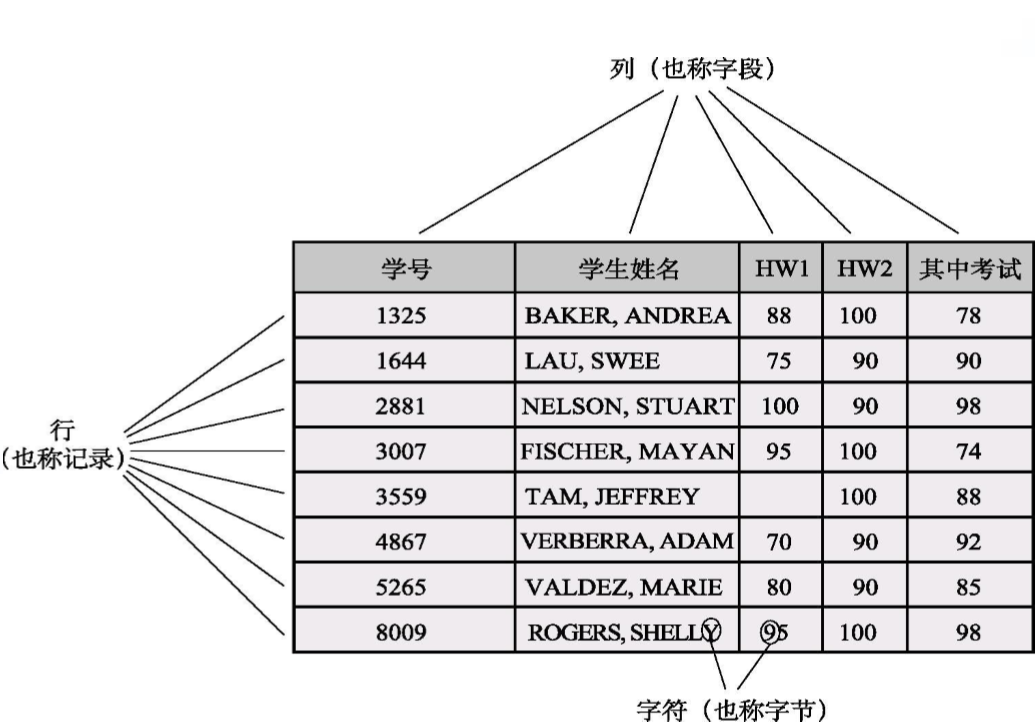 列（也称字段）
学号 学生姓名 HW1 HW2 其中考试
1325 BAKER, ANDREA 88 100 78
1644 LAU, SWEE 75 90 90
2881 NELSON, STUART 100 90 98
行
（也称记录）
3007 FISCHER, MAYAN 95 100 74
3559 TAM, JEFFREY 100 88
4867 VERBERRA, ADAM 70 90 92
5265 VALDEZ, MARIE 80 90 85
8009 ROGERS, SHELLY 95 100 98
字符（也称字节）